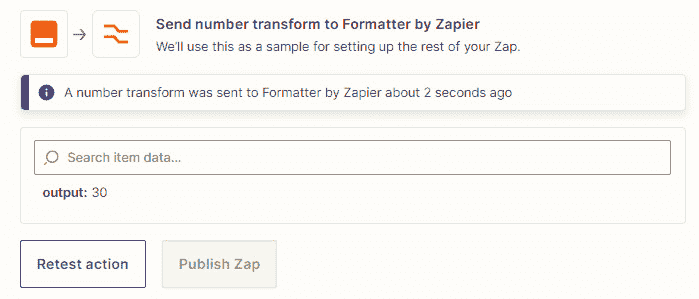 Send number transform to Formatter by Zapier
We'll use this as a sample for setting up the rest of your Zap.
A number transform was sent to Formatter by Zapier about 2 seconds ago
Search item data...
output: 30
Retest action
Publish Zap